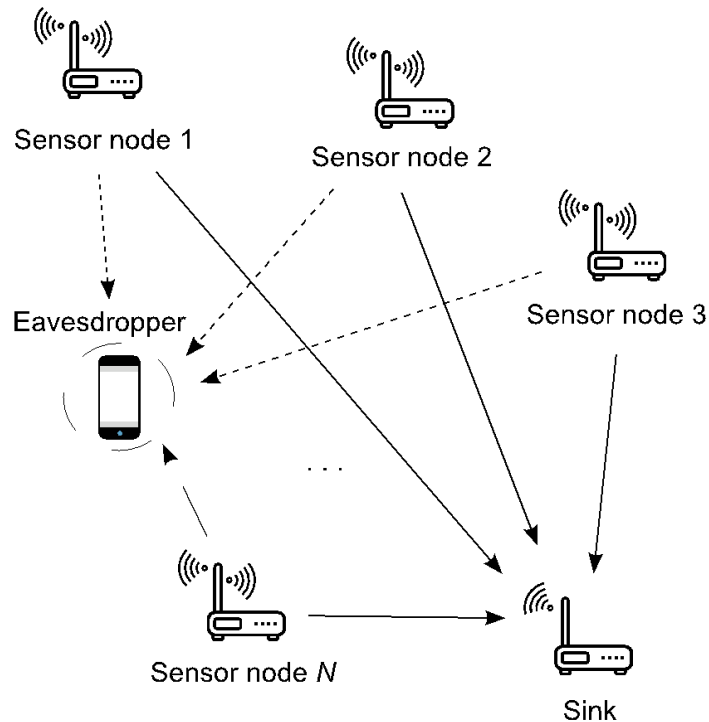 Sensor node 1
Sensor node 2
Sensor node 3
Eavesdropper
. . .
Sensor node N
Sink